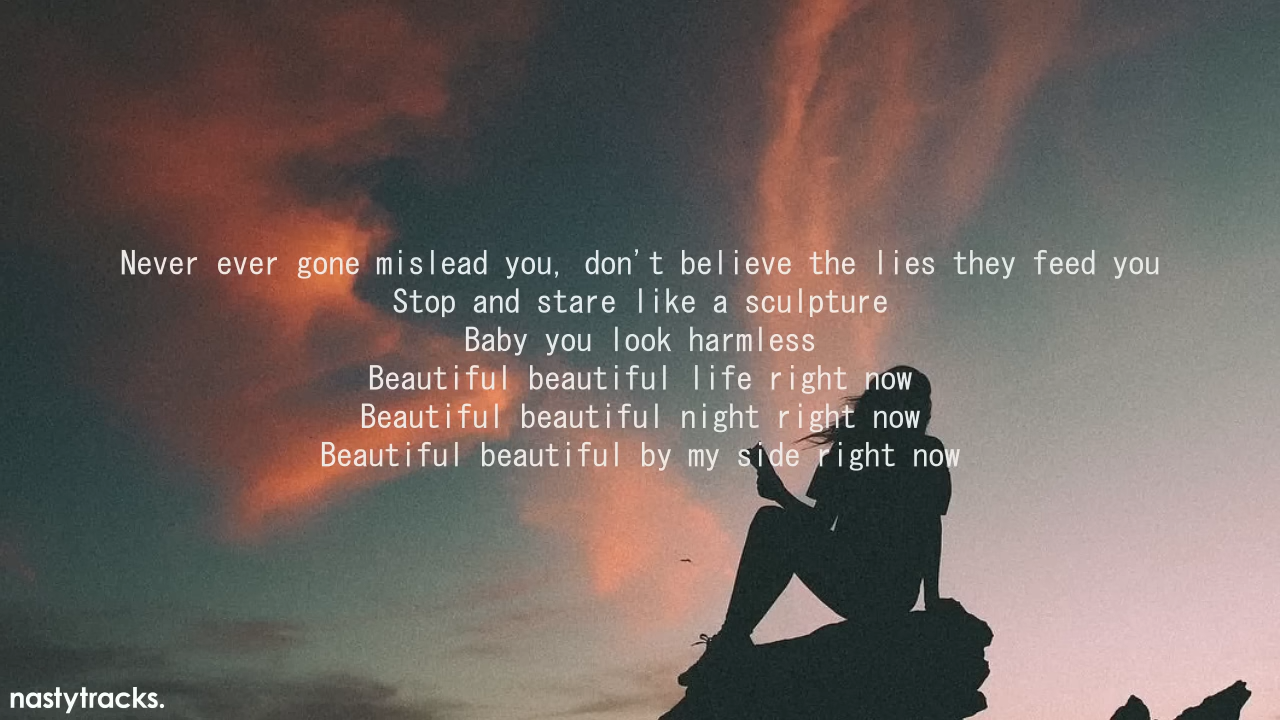 Never ever gone mislead you, don't believe the lies they feed you
Stop and stare like a sculpture
Baby you look harmless
Beautiful beautiful life right now
Beautiful beautiful night right now
Beautiful beautiful by my side right now
nastytracks.